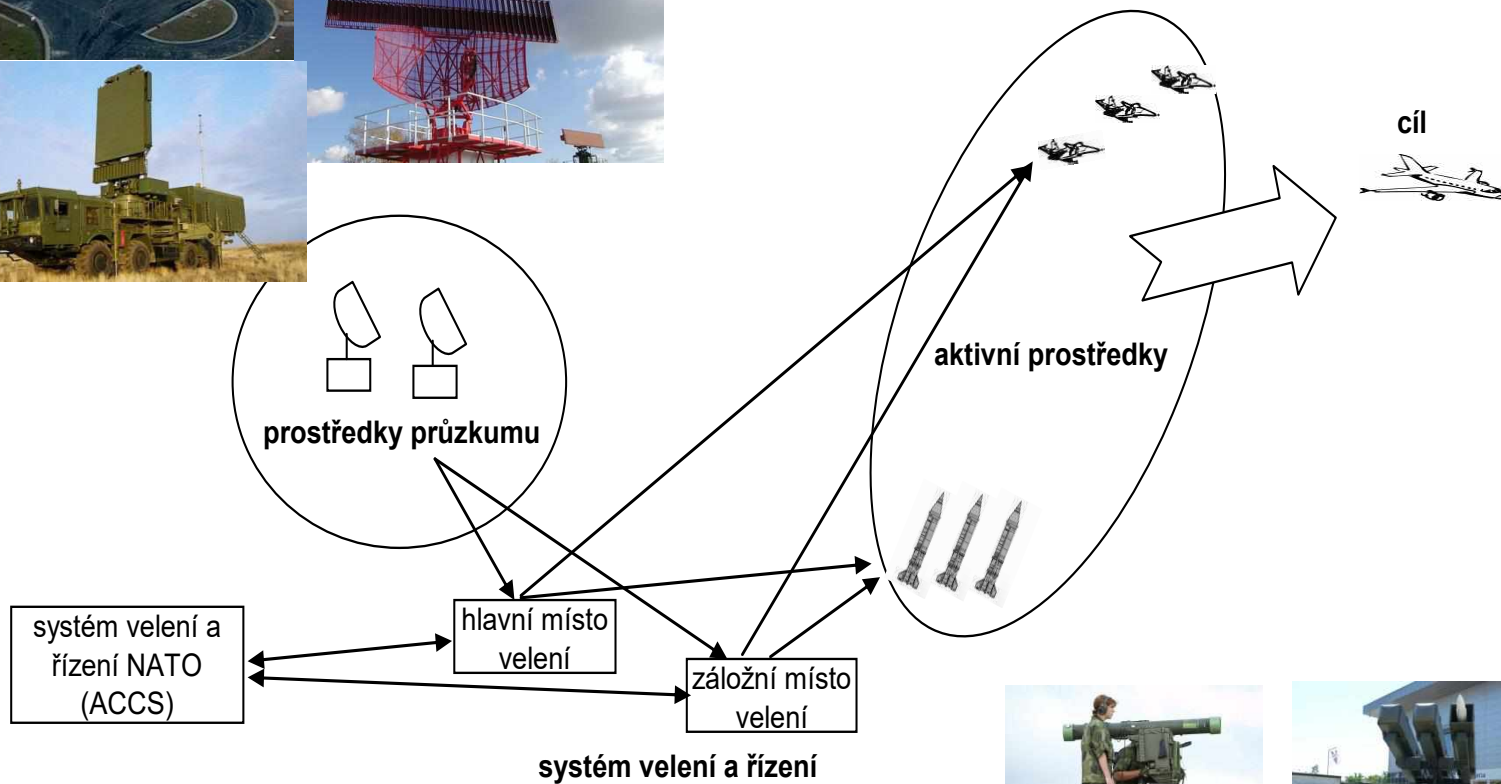 cíl
aktivní prostředky
prostředky průzkumu
systém velení a
řízení NATO
(ACCS)
hlavní místo
velení
záložní místo
velení
systém velení a řízení